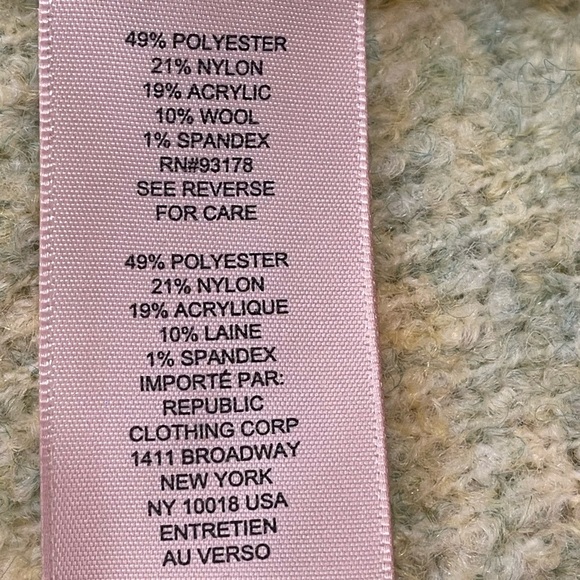 49% POLYESTER
21% NYLON
19% ACRYLIC
10% WOOL
1% SPANDEX
RN#93178
SEE REVERSE
FOR CARE
49% POLYESTER
21% NYLON
19% ACRYLIQUE
10% LAINE
1% SPANDEX
IMPORTÉ PAR:
REPUBLIC
CLOTHING CORP
1411 BROADWAY
NEW YORK
NY 10018 USA
ENTRETIEN
AU VERSO